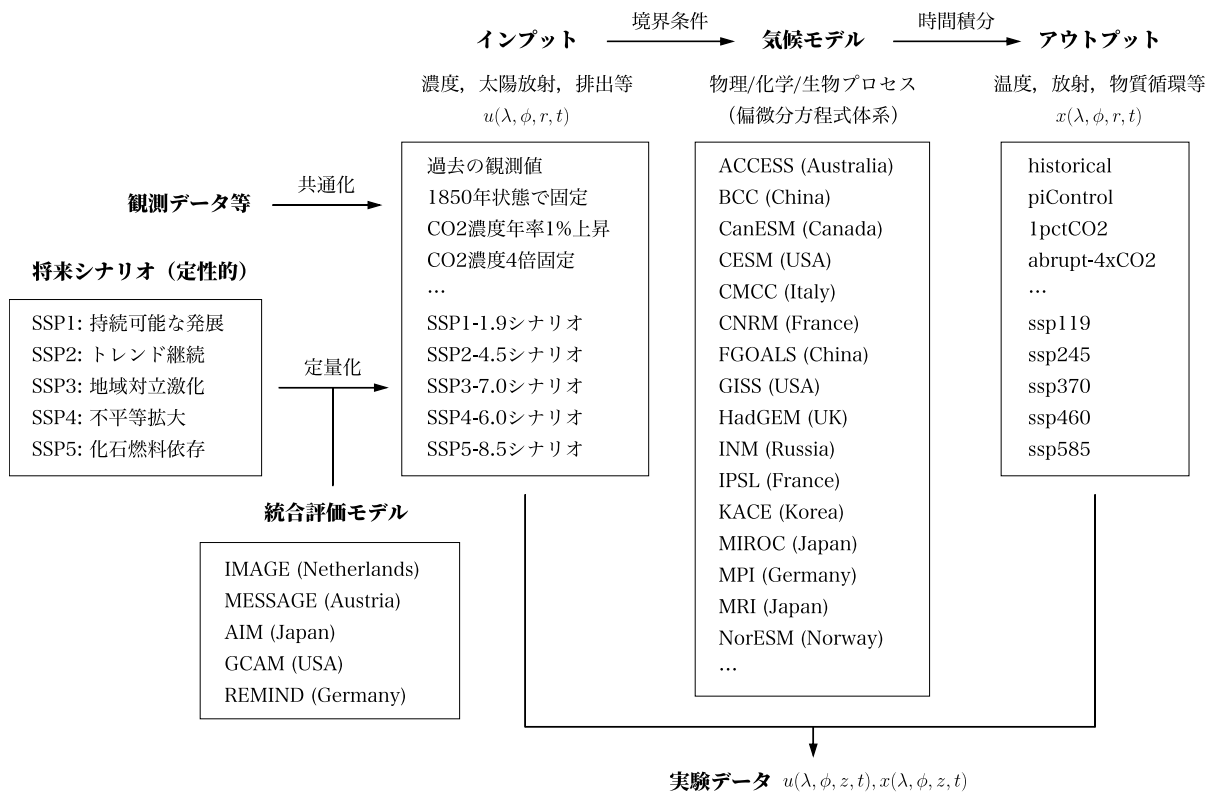 インプット
境界条件
気候モデル
時間積分
アウトプット
濃度，太陽放射，排出等
u(λ, ϕ, r, t)
物理/化学/生物プロセス
（偏微分方程式体系）
温度，放射，物質循環等
x(λ, ϕ, r, t)
観測データ等
共通化
将来シナリオ（定性的）
SSP1: 持続可能な発展
SSP2: トレンド継続
SSP3: 地域対立激化
SSP4: 不平等拡大
SSP5: 化石燃料依存
定量化
統合評価モデル
IMAGE (Netherlands)
MESSAGE (Austria)
AIM (Japan)
GCAM (USA)
REMIND (Germany)
過去の観測値
1850年状態で固定
CO2濃度年率1%上昇
CO2濃度4倍固定
…
SSP1-1.9シナリオ
SSP2-4.5シナリオ
SSP3-7.0シナリオ
SSP4-6.0シナリオ
SSP5-8.5シナリオ
ACCESS (Australia)
BCC (China)
CanESM (Canada)
CESM (USA)
CMCC (Italy)
CNRM (France)
FGOALS (China)
GISS (USA)
HadGEM (UK)
INM (Russia)
IPSL (France)
KACE (Korea)
MIROC (Japan)
MPI (Germany)
MRI (Japan)
NorESM (Norway)
…
historical
piControl
1pctCO2
abrupt-4xCO2
…
ssp119
ssp245
ssp370
ssp460
ssp585
実験データ u(λ, ϕ, z, t), x(λ, ϕ, z, t)